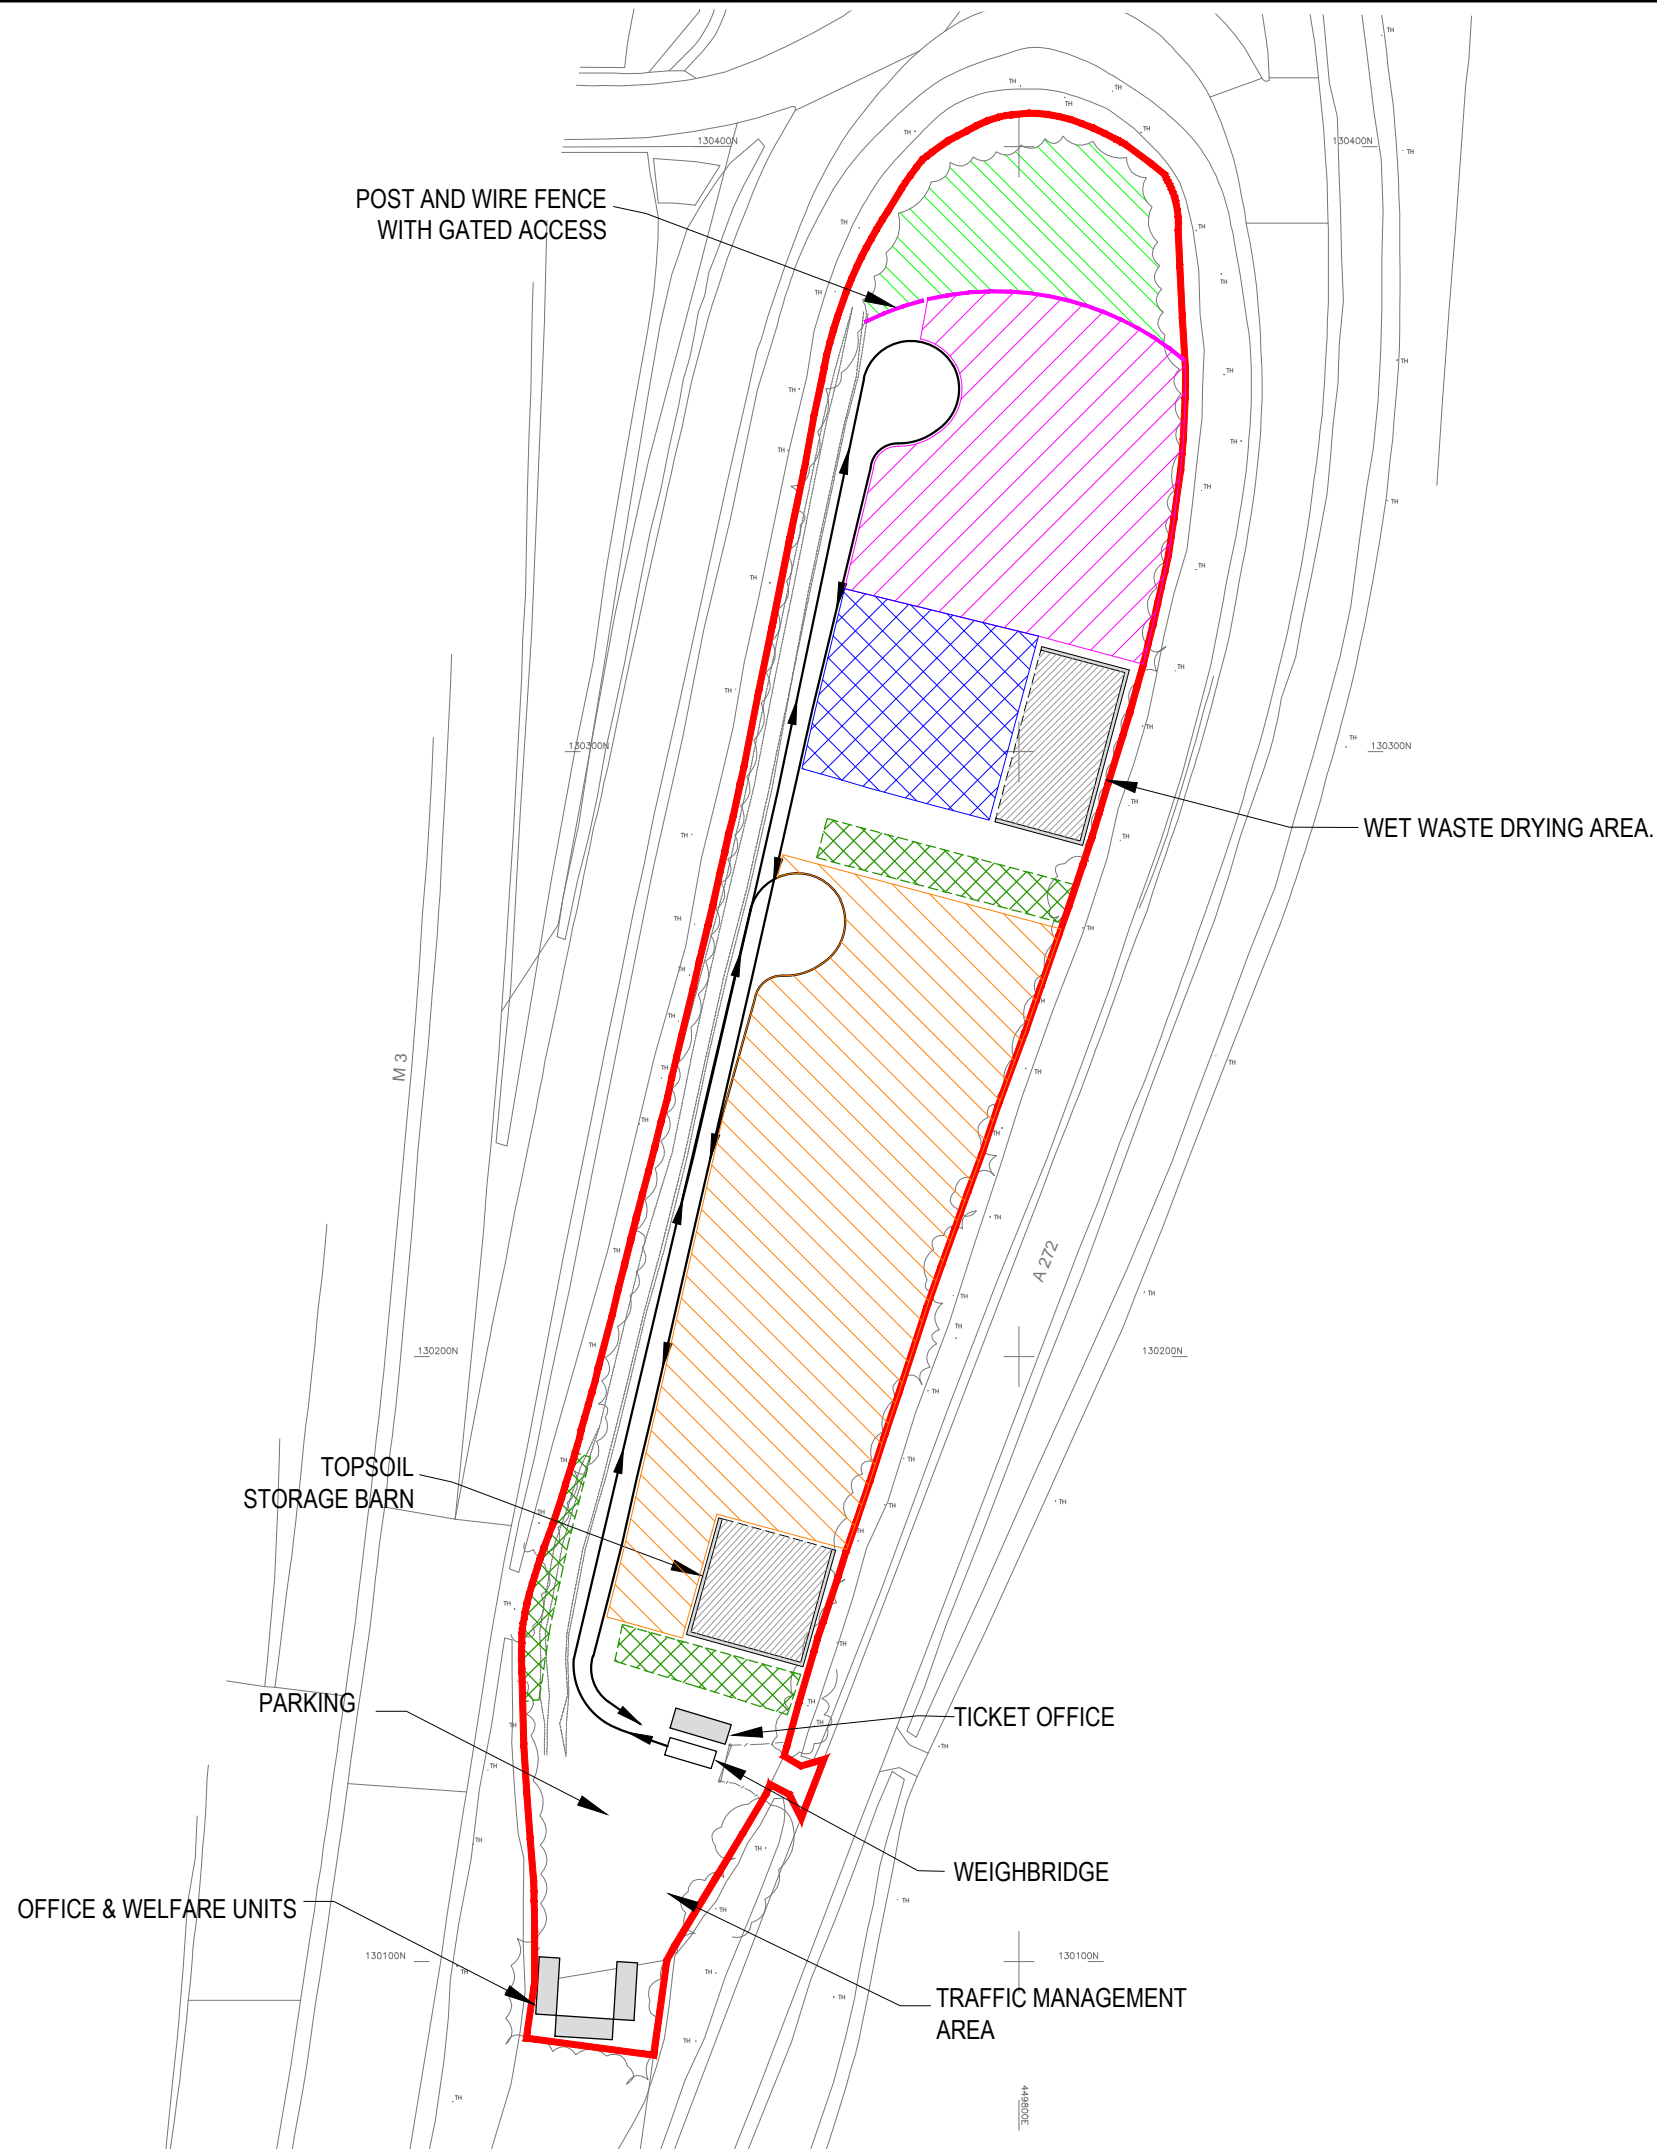 130400N
130400N
POST AND WIRE FENCE
WITH GATED ACCESS
130300N
130300N
WET WASTE DRYING AREA.
M 3
A 272
130200N
130200N
TOPSOIL
STORAGE BARN
PARKING
TICKET OFFICE
WEIGHBRIDGE
OFFICE & WELFARE UNITS
130100N
130100N
TRAFFIC MANAGEMENT
AREA
449800E
TH